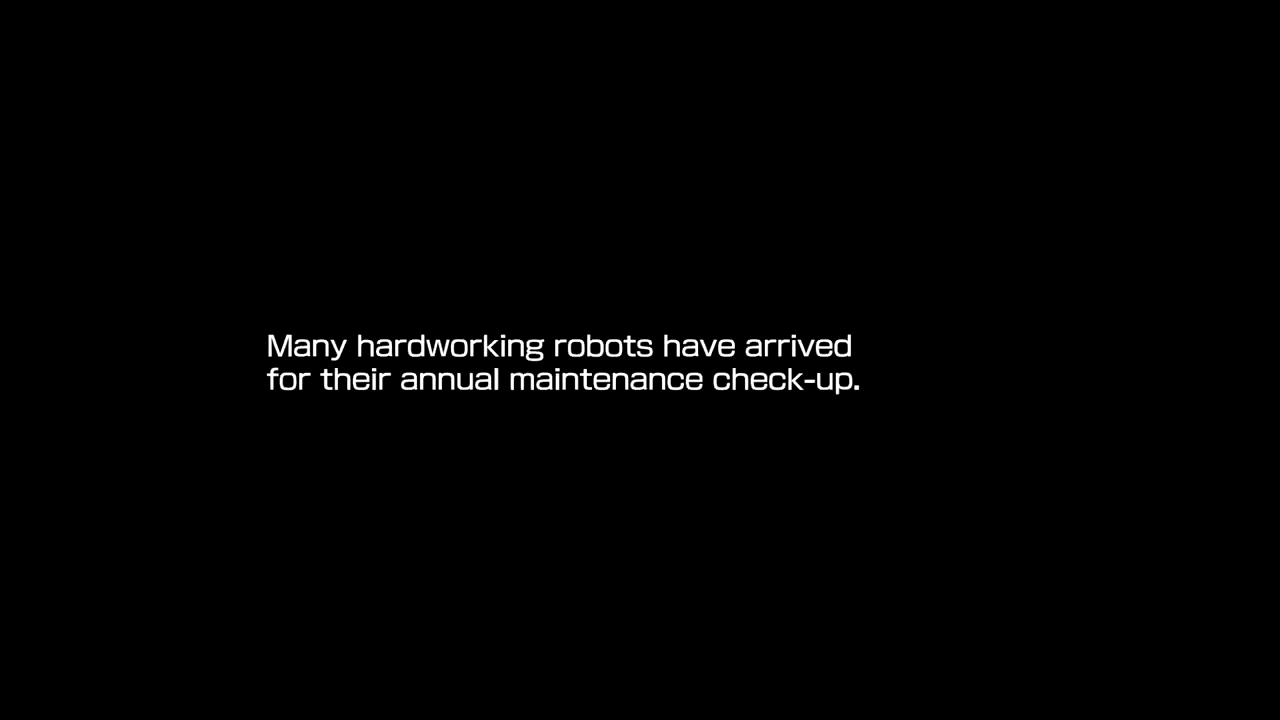 Many hardworking robots have arrived
for their annual maintenance check-up.